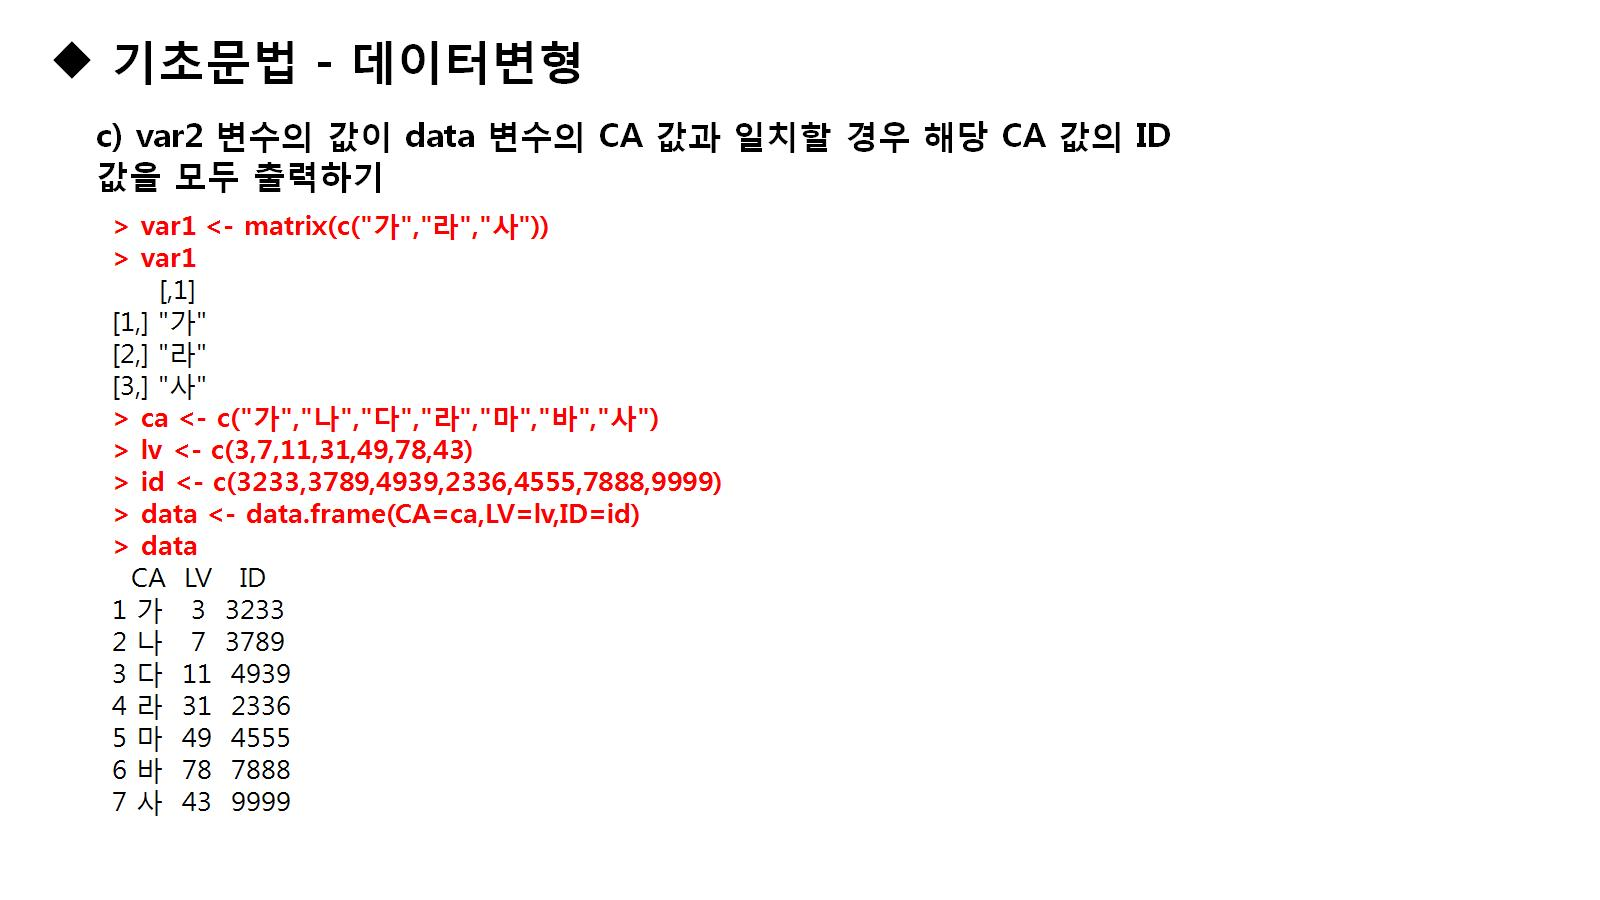 ◆ 기초문법 - 데이터변형
c) var2 변수의 값이 data 변수의 CA 값과 일치할 경우 해당 CA 값의 ID
값을 모두 출력하기
> var1 <- matrix(c("가","라","사"))
> var1
[,1]
[1,] "가"
[2,] "라"
[3,] "사"
> ca <- c("가","나","다","라","마","바","사")
> lv <- c(3,7,11,31,49,78,43)
> id <- c(3233,3789,4939,2336,4555,7888,9999)
> data <- data.frame(CA=ca,LV=lv,ID=id)
> data
CA LV ID
1 가 3 3233
2 나 7 3789
3 다 11 4939
4 라 31 2336
5 마 49 4555
6 바 78 7888
7 사 43 9999